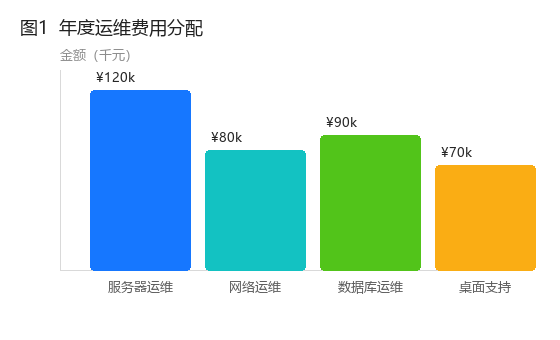 图1 年度运维费用分配
金额（千元）
¥120k
¥80k
¥90k
¥70k
服务器运维
网络运维
数据库运维
桌面支持